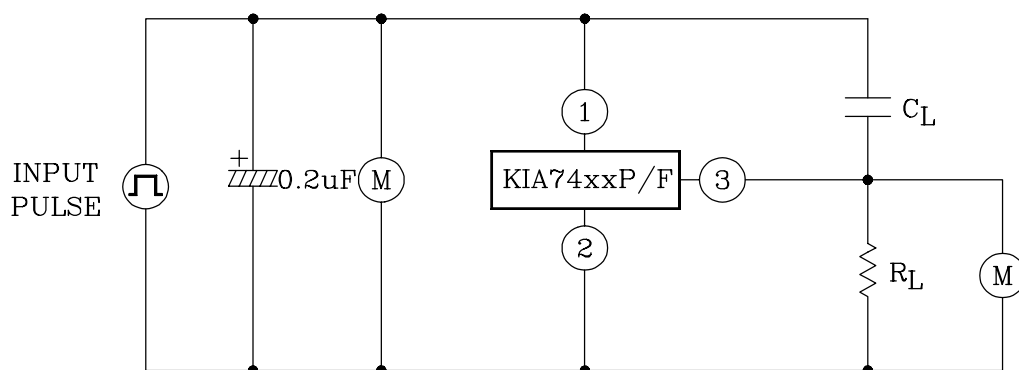 1
C_L
INPUT
PULSE
0.2uF
M
KIA74xxP/F
3
2
R_L
M